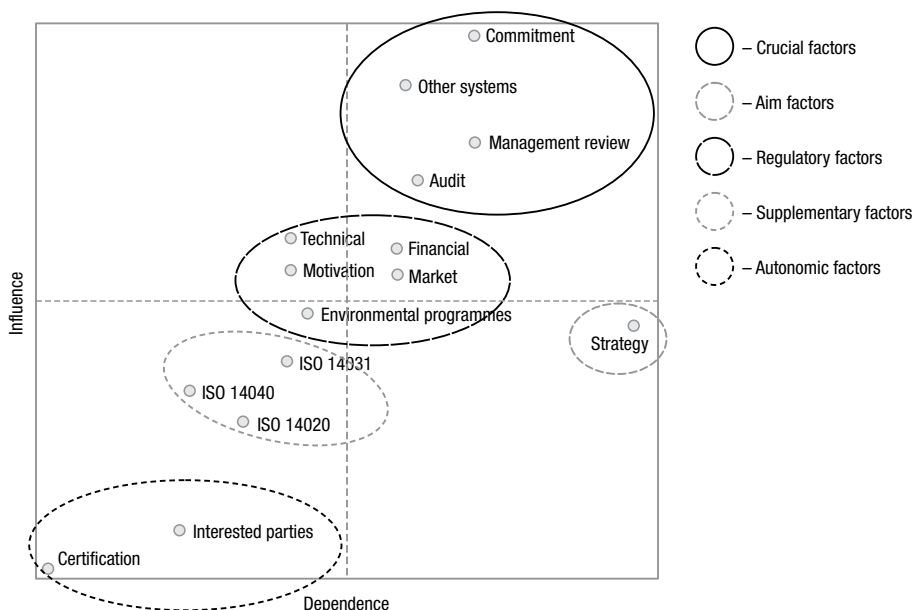 Commitment
Other systems
Management review
Audit
Technical
Financial
Motivation
Market
Environmental programmes
Strategy
ISO 14031
ISO 14040
ISO 14020
Interested parties
Certification
Influence
Dependence
– Crucial factors
– Aim factors
– Regulatory factors
– Supplementary factors
– Autonomic factors